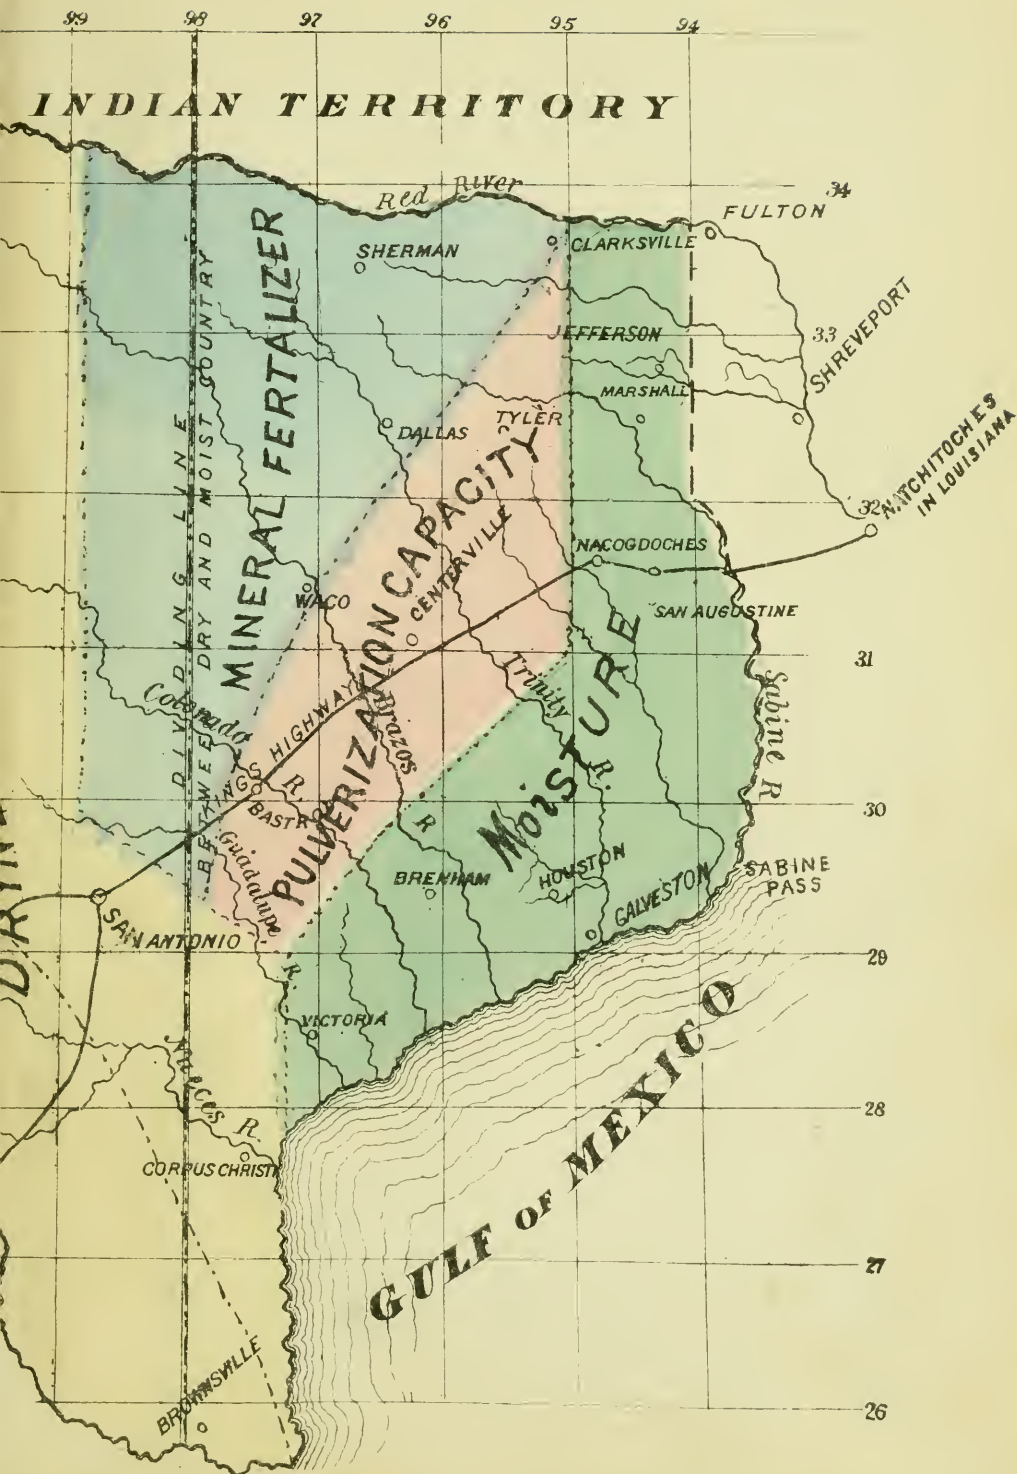 99 98 97 96 95 94
INDIAN TERRITORY
Red River
34
FULTON
CLARKSVILLE
SHERMAN
33
JEFFERSON
SHREVEPORT
MARSHALL
TYLER
DALLAS
32
NATCHITOCHES
IN LOUISIANA
MINERAL FERTALIZER
DIVIDING LINE
BETWEEN DRY AND MOIST COUNTRY
PULVERIZATION CAPACITY
CENTERVILLE
NACOGDOCHES
SAN AUGUSTINE
WACO
31
Trinity R.
MOISTURE
Sabine R
KINGS HIGHWAY
Colorado R.
Brazos R
30
BASTROP
Guadalupe R.
BRENHAM
HOUSTON
GALVESTON
SABINE
PASS
SAN ANTONIO
29
VICTORIA
Nueces R.
28
CORPUS CHRISTI
GULF OF MEXICO
27
BROWNSVILLE
26